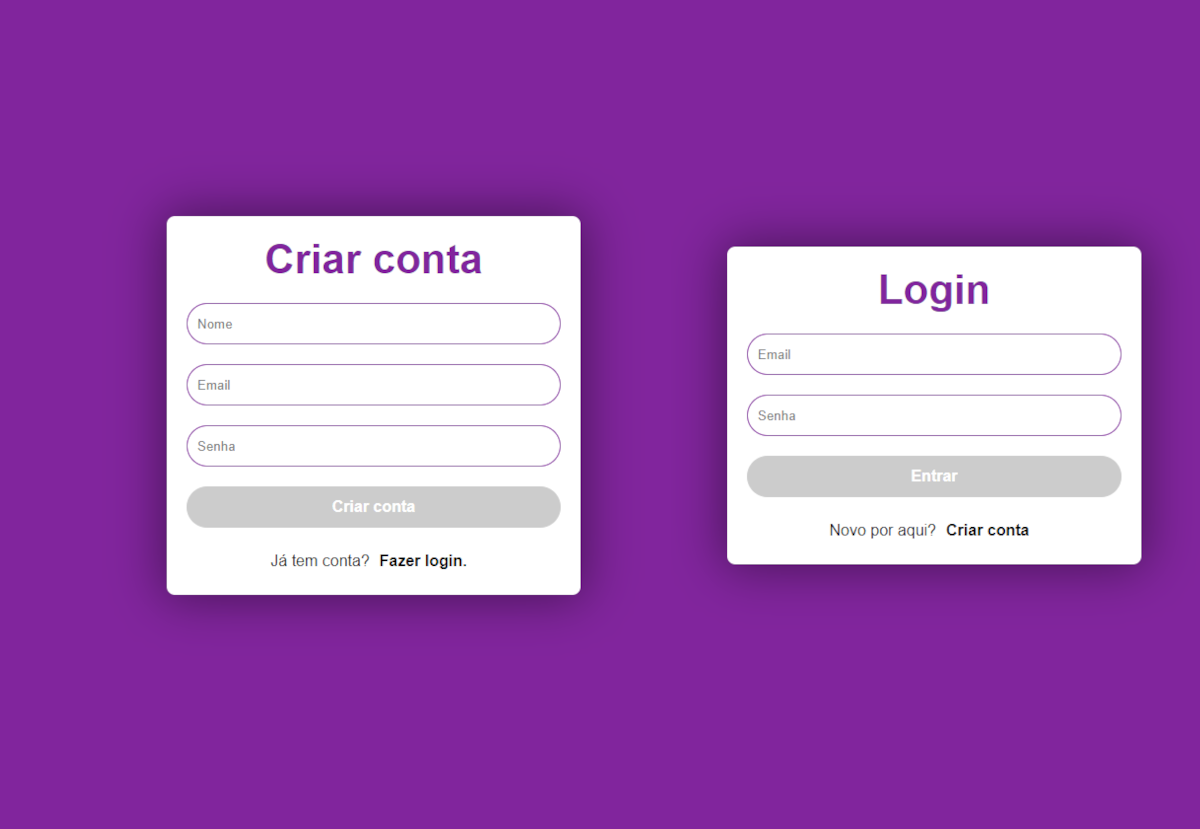 Criar conta
Nome
Email
Senha
Criar conta
Já tem conta? Fazer login.
Login
Email
Senha
Entrar
Novo por aqui? Criar conta